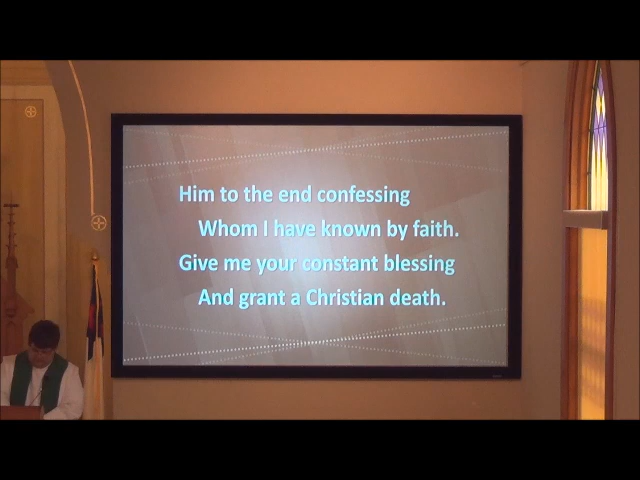 Him to the end confessing
Whom I have known by faith.
Give me your constant blessing
And grant a Christian death.